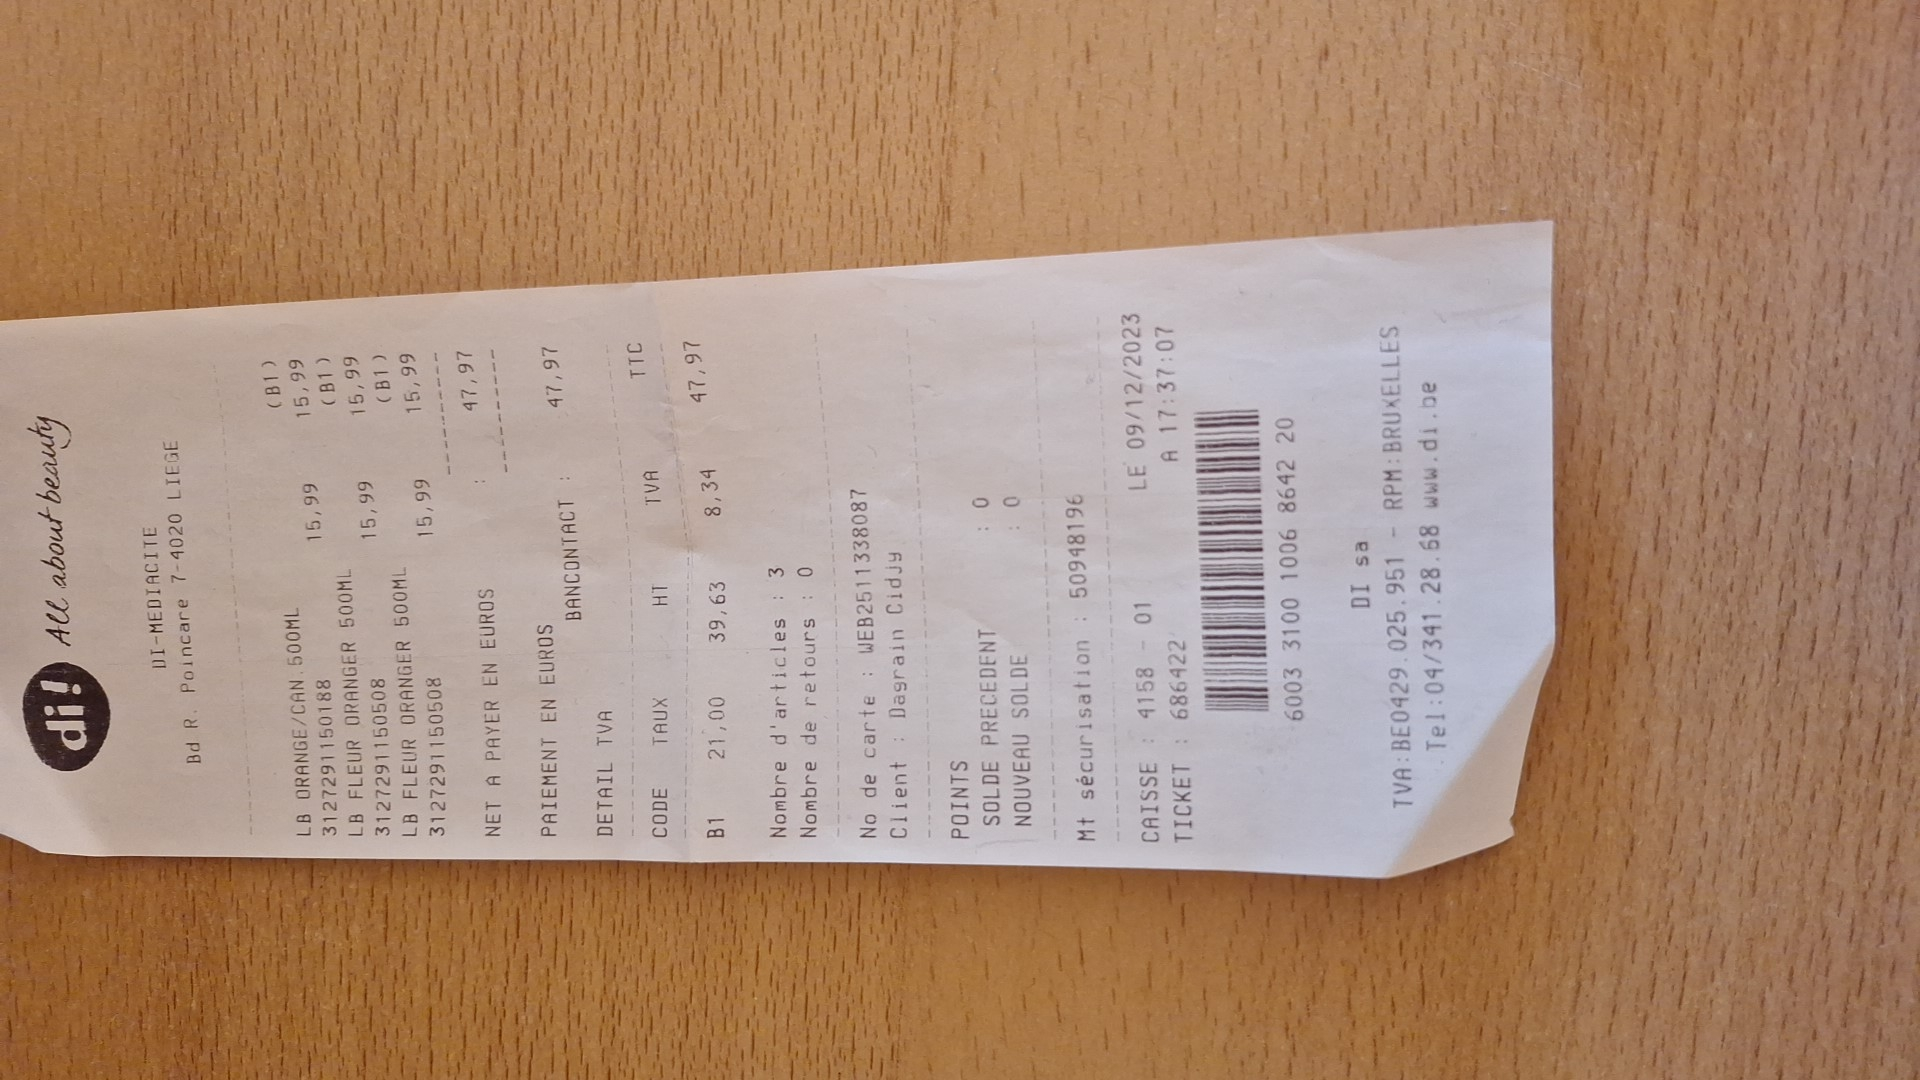 di! All about beauty
DI-MEDIACITE
Bd R. Poincare 7-4020 LIEGE
(B1)
LB ORANGE/CAN.500ML 15,99 15,99
3127291150188 (B1)
LB FLEUR ORANGER 500ML 15,99 15,99
3127291150508 (B1)
LB FLEUR ORANGER 500ML 15,99 15,99
3127291150508
NET A PAYER EN EUROS : 47,97
PAIEMENT EN EUROS 47,97
BANCONTACT :
DETAIL TVA
CODE TAUX HT TVA TTC
B1 21,00 39,63 8,34 47,97
Nombre d'articles : 3
Nombre de retours : 0
No de carte : WEB2511338087
Client : Dagrain Cidjy
POINTS
SOLDE PRECEDENT : 0
NOUVEAU SOLDE : 0
Mt sécurisation : 50948196
CAISSE : 4158 - 01 LE 09/12/2023
TICKET : 686422 A 17:37:07
6003 3100 1006 8642 20
DI sa
TVA:BE0429.025.951 - RPM:BRUXELLES
Tel:04/341.28.68 www.di.be